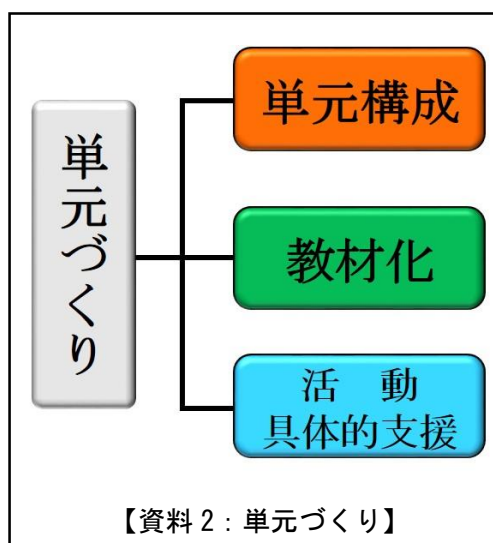 単元づくり
単元構成
教材化
活　動
具体的支援
【資料2：単元づくり】